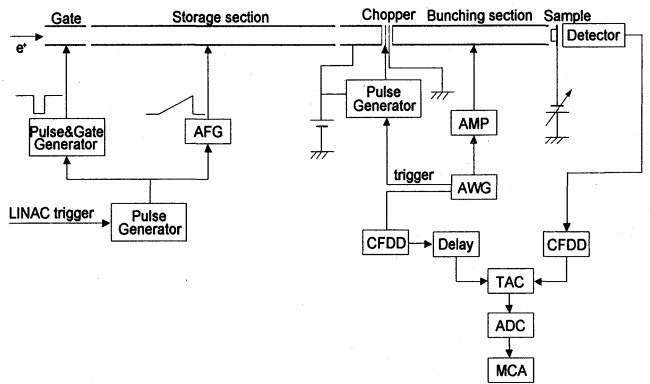 Gate
Storage section
Chopper
Bunching section
Sample
e⁺
Detector
Pulse
Generator
Pulse&Gate
Generator
AFG
AMP
trigger
AWG
LINAC trigger
Pulse
Generator
CFDD
Delay
CFDD
TAC
ADC
MCA